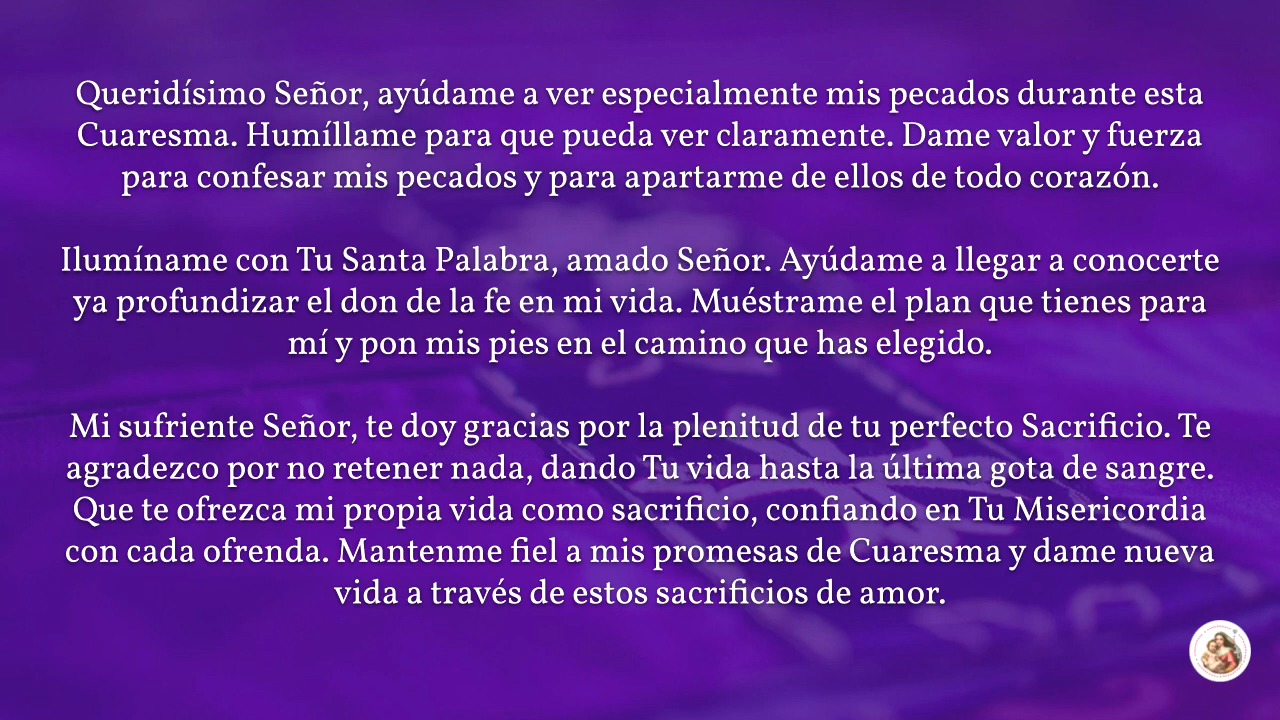 Queridísimo Señor, ayúdame a ver especialmente mis pecados durante esta
Cuaresma. Humíllame para que pueda ver claramente. Dame valor y fuerza
para confesar mis pecados y para apartarme de ellos de todo corazón.
Ilumíname con Tu Santa Palabra, amado Señor. Ayúdame a llegar a conocerte
ya profundizar el don de la fe en mi vida. Muéstrame el plan que tienes para
mí y pon mis pies en el camino que has elegido.
Mi sufriente Señor, te doy gracias por la plenitud de tu perfecto Sacrificio. Te
agradezco por no retener nada, dando Tu vida hasta la última gota de sangre.
Que te ofrezca mi propia vida como sacrificio, confiando en Tu Misericordia
con cada ofrenda. Mantenme fiel a mis promesas de Cuaresma y dame nueva
vida a través de estos sacrificios de amor.